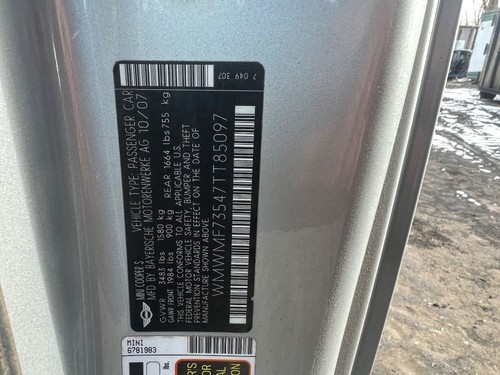 7 049 307
VEHICLE TYPE: PASSENGER CAR
MINI COOPER S
MFD BY BAYERISCHE MOTORENWERKE AG 10/07
GVWR 3483 lbs 1580 kg
GAWR FRONT 1984 lbs 900 kg REAR 1664 lbs 755 kg
THIS VEHICLE CONFORMS TO ALL APPLICABLE U.S.
FEDERAL MOTOR VEHICLE SAFETY, BUMPER AND THEFT
PREVENTION STANDARDS IN EFFECT ON THE DATE OF
MANUFACTURE SHOWN ABOVE.
WMWMF73547TT85097
MINI
6781983